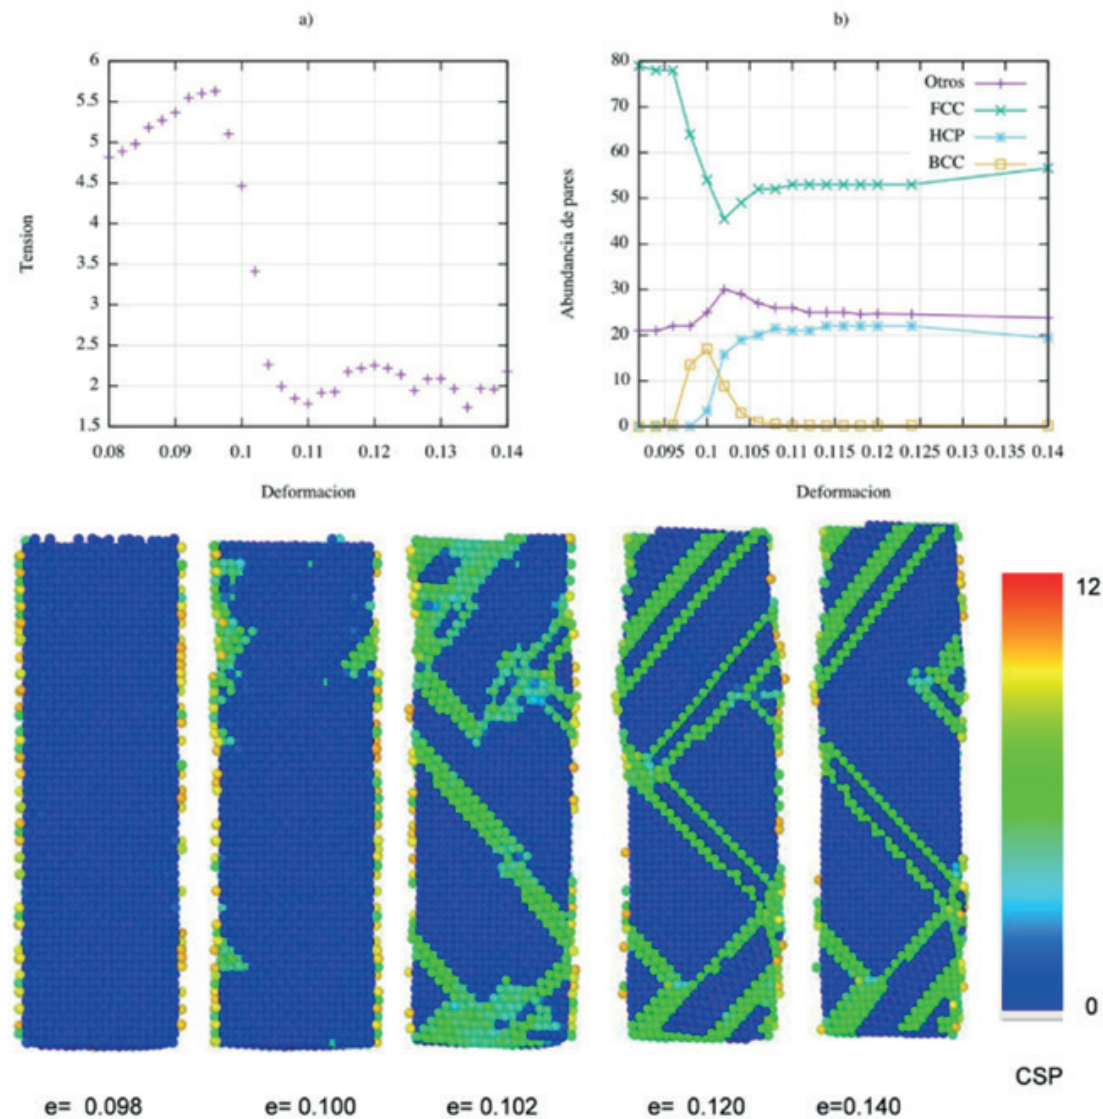 a)
b)
6
5.5
5
4.5
4
3.5
3
2.5
2
1.5
Tension
0.08 0.09 0.1 0.11 0.12 0.13 0.14
Deformacion
80
70
60
50
40
30
20
10
0
Abundancia de pares
Otros
FCC
HCP
BCC
0.095 0.1 0.105 0.11 0.115 0.12 0.125 0.13 0.135 0.14
Deformacion
12
0
CSP
e= 0.098 e= 0.100 e= 0.102 e= 0.120 e=0.140